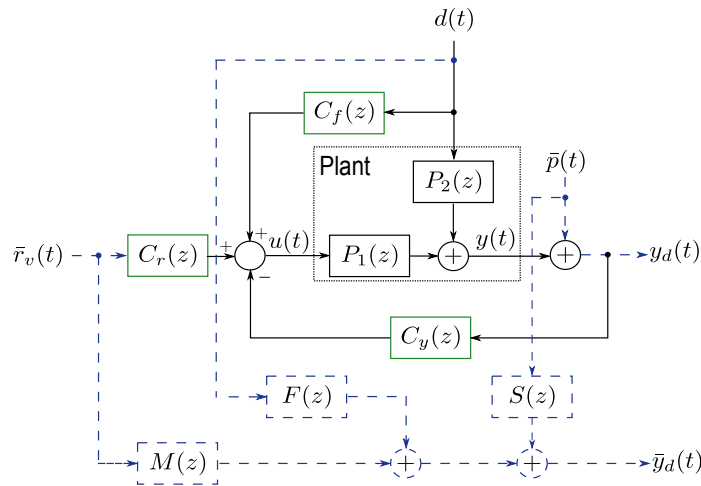 d(t)
C_f(z)
Plant
P_2(z)
p̄(t)
r̄_v(t)
C_r(z)
+
+
−
u(t)
P_1(z)
+
y(t)
+
y_d(t)
C_y(z)
F(z)
S(z)
M(z)
+
+
ȳ_d(t)